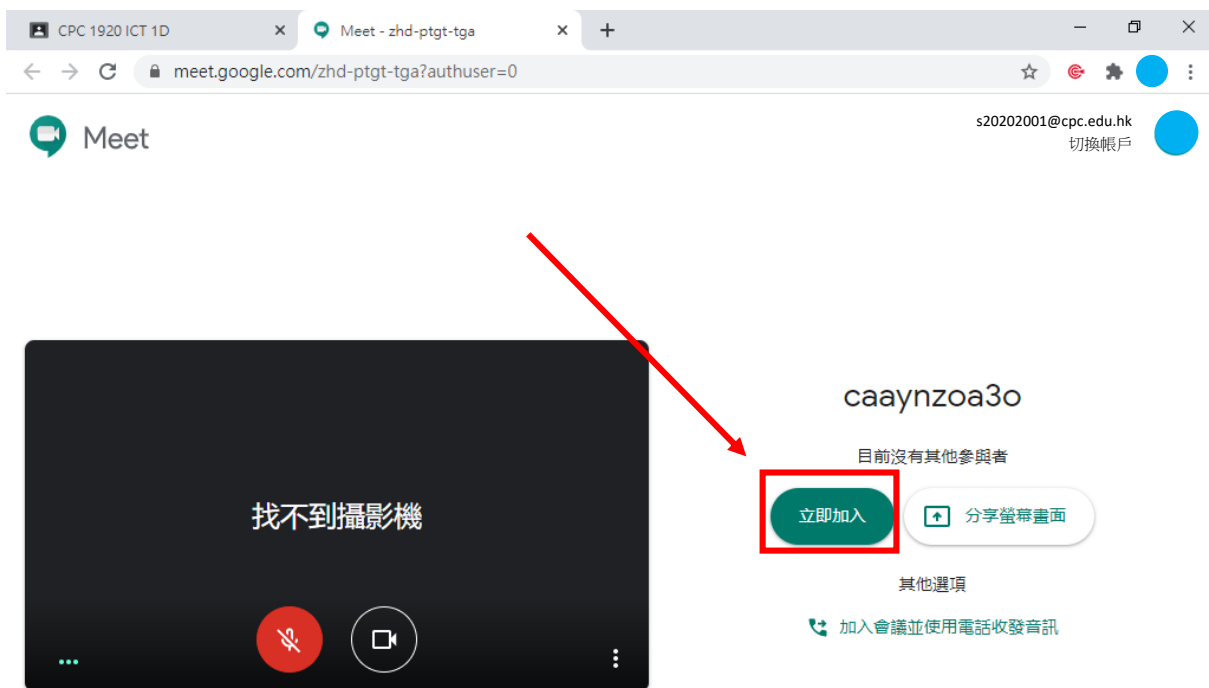 CPC 1920 ICT 1D
Meet - zhd-ptgt-tga
meet.google.com/zhd-ptgt-tga?authuser=0
Meet
s20202001@cpc.edu.hk
切換帳戶
caaynzoa3o
目前沒有其他參與者
找不到攝影機
立即加入
分享螢幕畫面
其他選項
加入會議並使用電話收發音訊